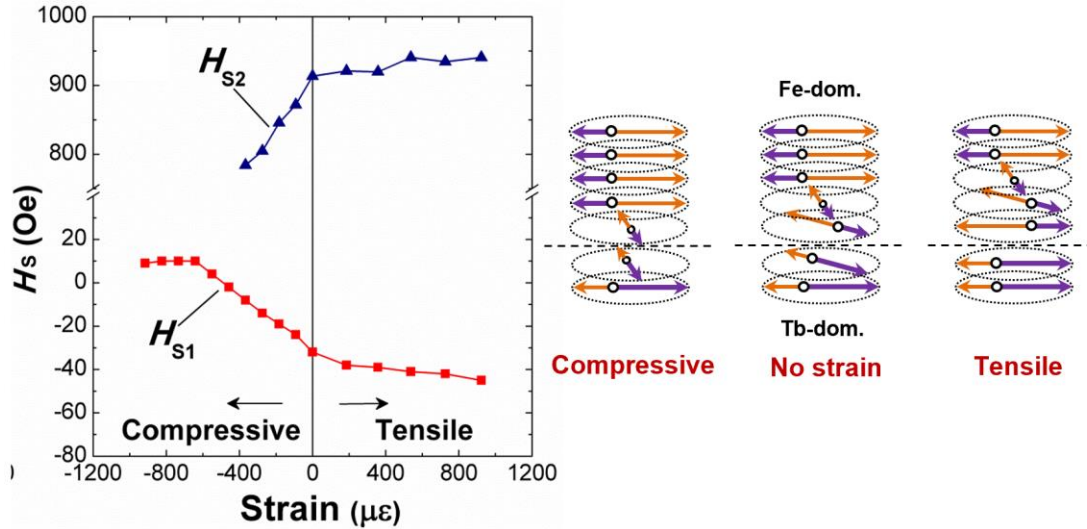 1000
900
800
20
0
-20
-40
-60
-80
HS (Oe)
HS2
HS1
Compressive
Tensile
)
-1200 -800 -400 0 400 800 1200
Strain (με)
Fe-dom.
Tb-dom.
Compressive
No strain
Tensile